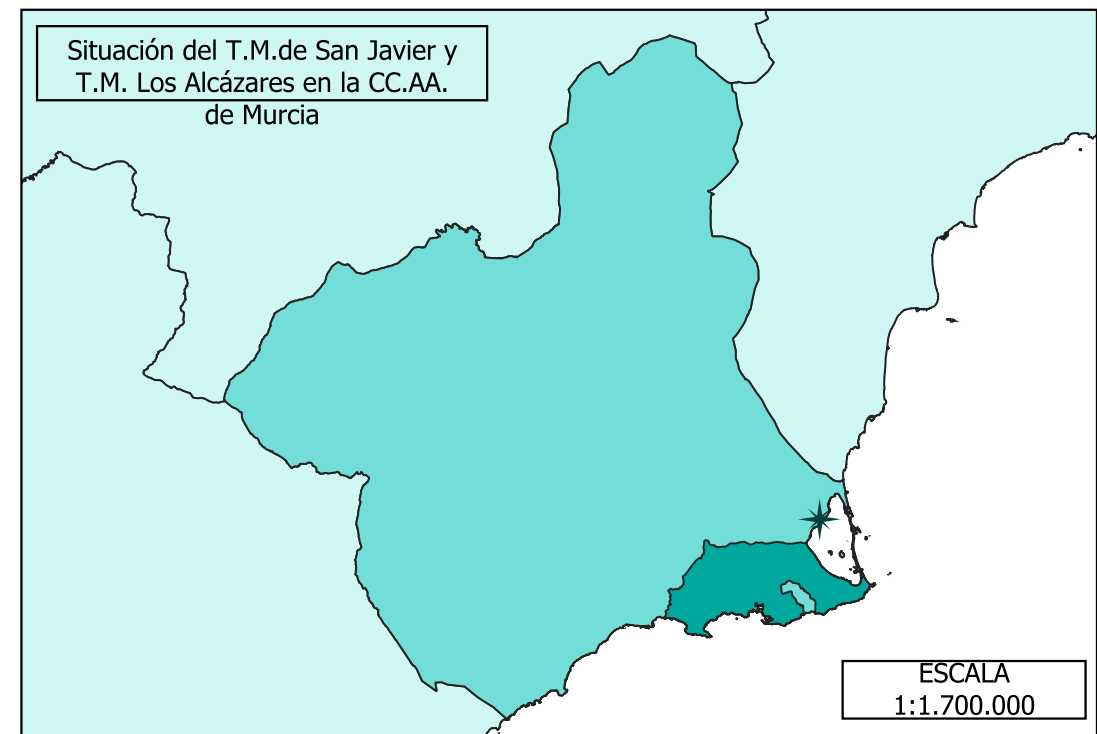 Situación del T.M.de San Javier y
T.M. Los Alcázares en la CC.AA.
de Murcia
ESCALA
1:1.700.000